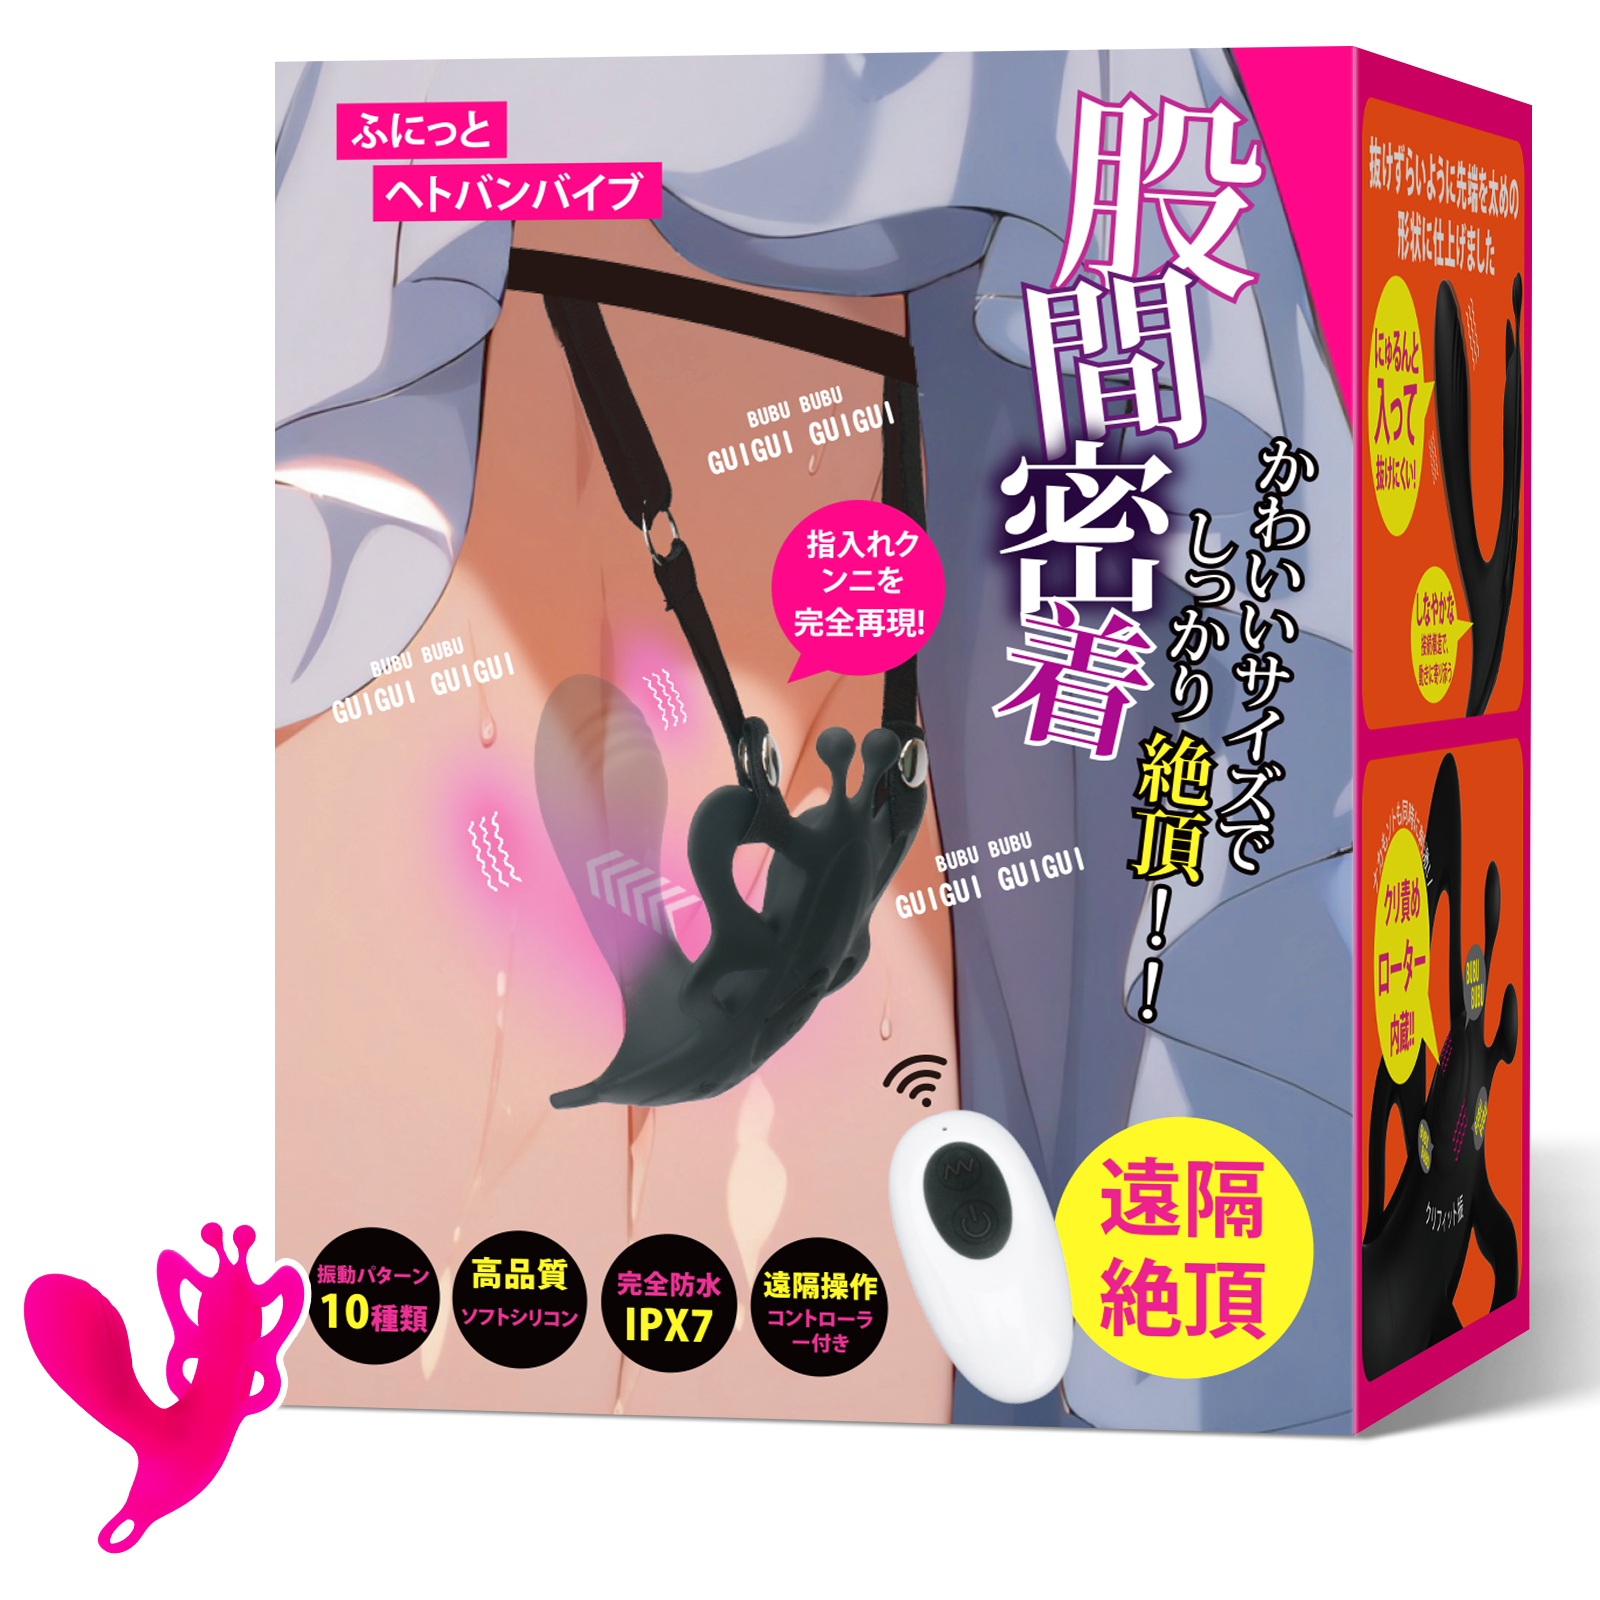 ふにっと
ヘトバンバイブ
股間密着
かわいいサイズで
しっかり絶頂!!
BUBU BUBU
GUIGUI GUIGUI
指入れク
ンニを
完全再現!
BUBU BUBU
GUIGUI GUIGUI
BUBU BUBU
GUIGUI GUIGUI
遠隔
絶頂
振動パターン
10種類
高品質
ソフトシリコン
完全防水
IPX7
遠隔操作
コントローラ
ー付き
抜けずらいように先端を太めの
形状に仕上げました
にゅるんと
入って
抜けにくい!
しなやかな
クリ責め
ローター
内蔵!!
BUBU
BUBU